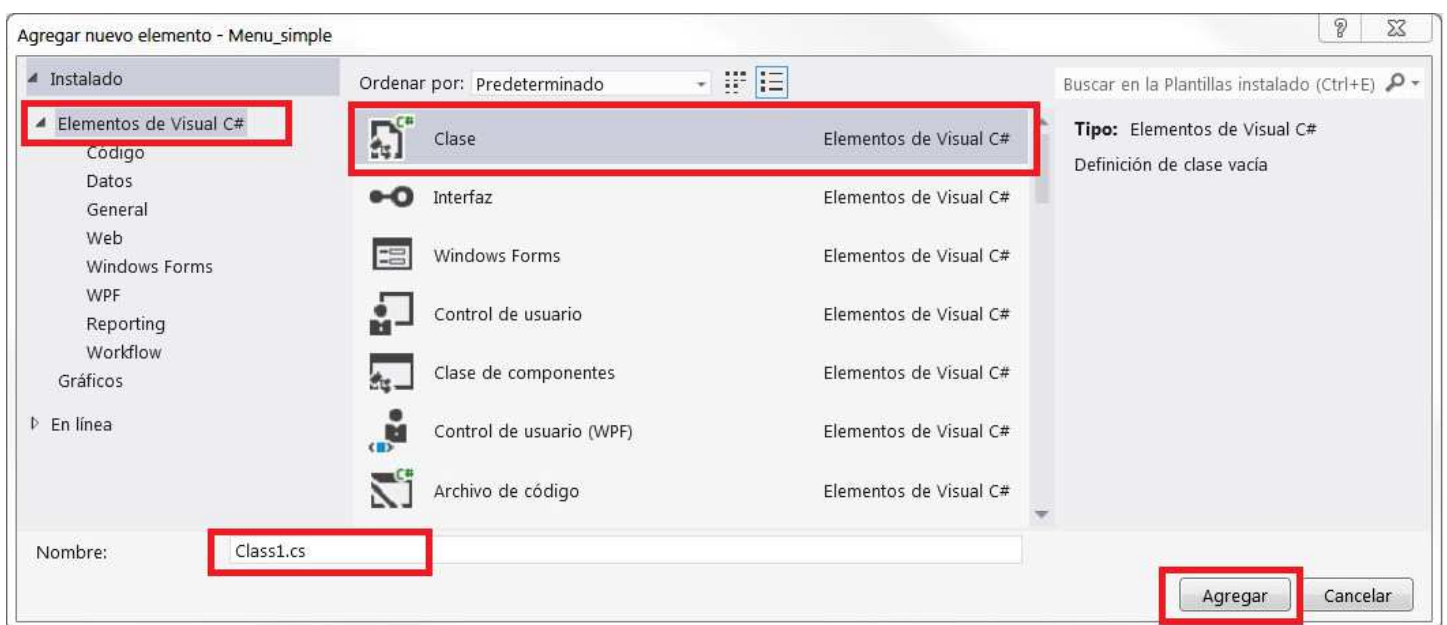 Agregar nuevo elemento - Menu_simple
Instalado
Ordenar por: Predeterminado
Buscar en la Plantillas instalado (Ctrl+E)
Elementos de Visual C#
Código
Datos
General
Web
Windows Forms
WPF
Reporting
Workflow
Gráficos
En línea
C# Clase Elementos de Visual C#
Interfaz Elementos de Visual C#
Windows Forms Elementos de Visual C#
Control de usuario Elementos de Visual C#
Clase de componentes Elementos de Visual C#
Control de usuario (WPF) Elementos de Visual C#
C# Archivo de código Elementos de Visual C#
Tipo: Elementos de Visual C#
Definición de clase vacía
Nombre: Class1.cs
Agregar Cancelar